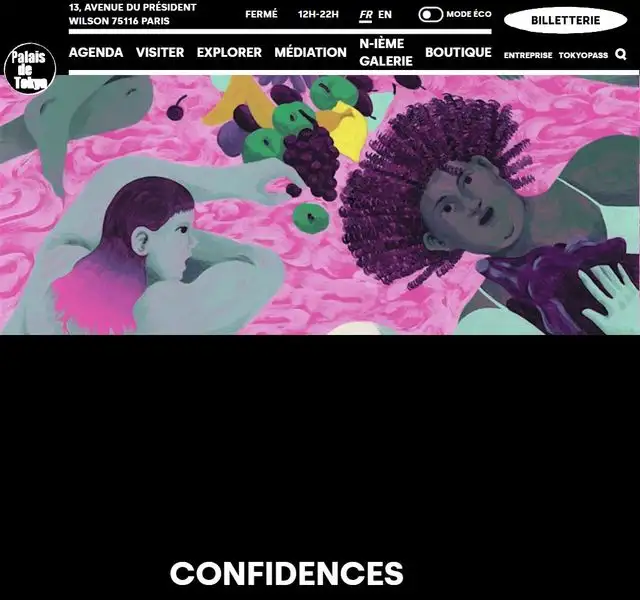 13, AVENUE DU PRÉSIDENT
WILSON 75116 PARIS
FERMÉ
12H-22H
FR EN
MODE ÉCO
BILLETTERIE
Palais
de
Tokyo
AGENDA
VISITER
EXPLORER
MÉDIATION
N-IÈME
GALERIE
BOUTIQUE
ENTREPRISE
TOKYOPASS
CONFIDENCES